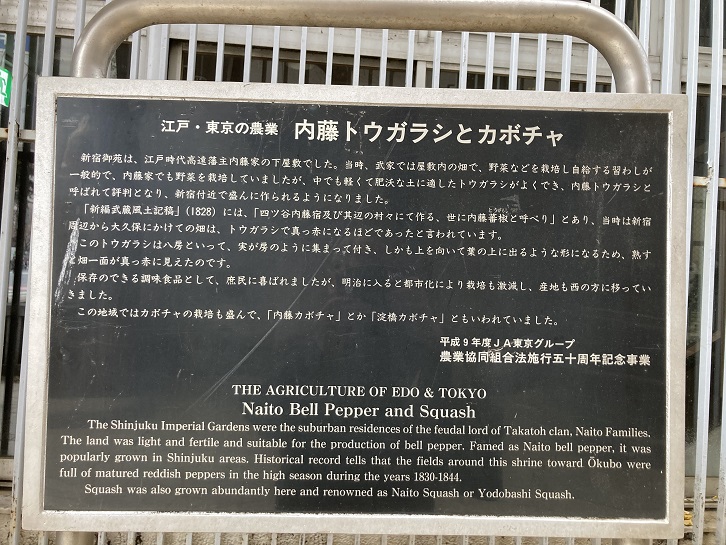 江戸・東京の農業 内藤トウガラシとカボチャ
新宿御苑は、江戸時代高遠藩主内藤家の下屋敷でした。当時、武家では屋敷内の畑で、野菜などを栽培し自給する習わしが
一般的で、内藤家でも野菜を栽培していましたが、中でも軽くて肥沃な土に適したトウガラシがよくでき、内藤トウガラシと
呼ばれて評判となり、新宿付近で盛んに作られるようになりました。
「新編武蔵風土記稿」(1828)には、「四ツ谷内藤宿及び其辺の村々にて作る、世に内藤蕃椒と呼べり」とあり、当時は新宿
周辺から大久保にかけての畑は、トウガラシで真っ赤になるほどであったと言われています。
このトウガラシは八房といって、実が房のように集まって付き、しかも上を向いて葉の上に出るような形になるため、熟す
と畑一面が真っ赤に見えたのです。
保存のできる調味食品として、庶民に喜ばれましたが、明治に入ると都市化により栽培も激減し、産地も西の方に移ってい
きました。
この地域ではカボチャの栽培も盛んで、「内藤カボチャ」とか「淀橋カボチャ」ともいわれていました。
平成9年度JA東京グループ
農業協同組合法施行五十周年記念事業
THE AGRICULTURE OF EDO & TOKYO
Naito Bell Pepper and Squash
The Shinjuku Imperial Gardens were the suburban residences of the feudal lord of Takatoh clan, Naito Families.
The land was light and fertile and suitable for the production of bell pepper. Famed as Naito bell pepper, it was
popularly grown in Shinjuku areas. Historical record tells that the fields around this shrine toward Ōkubo were
full of matured reddish peppers in the high season during the years 1830-1844.
Squash was also grown abundantly here and renowned as Naito Squash or Yodobashi Squash.